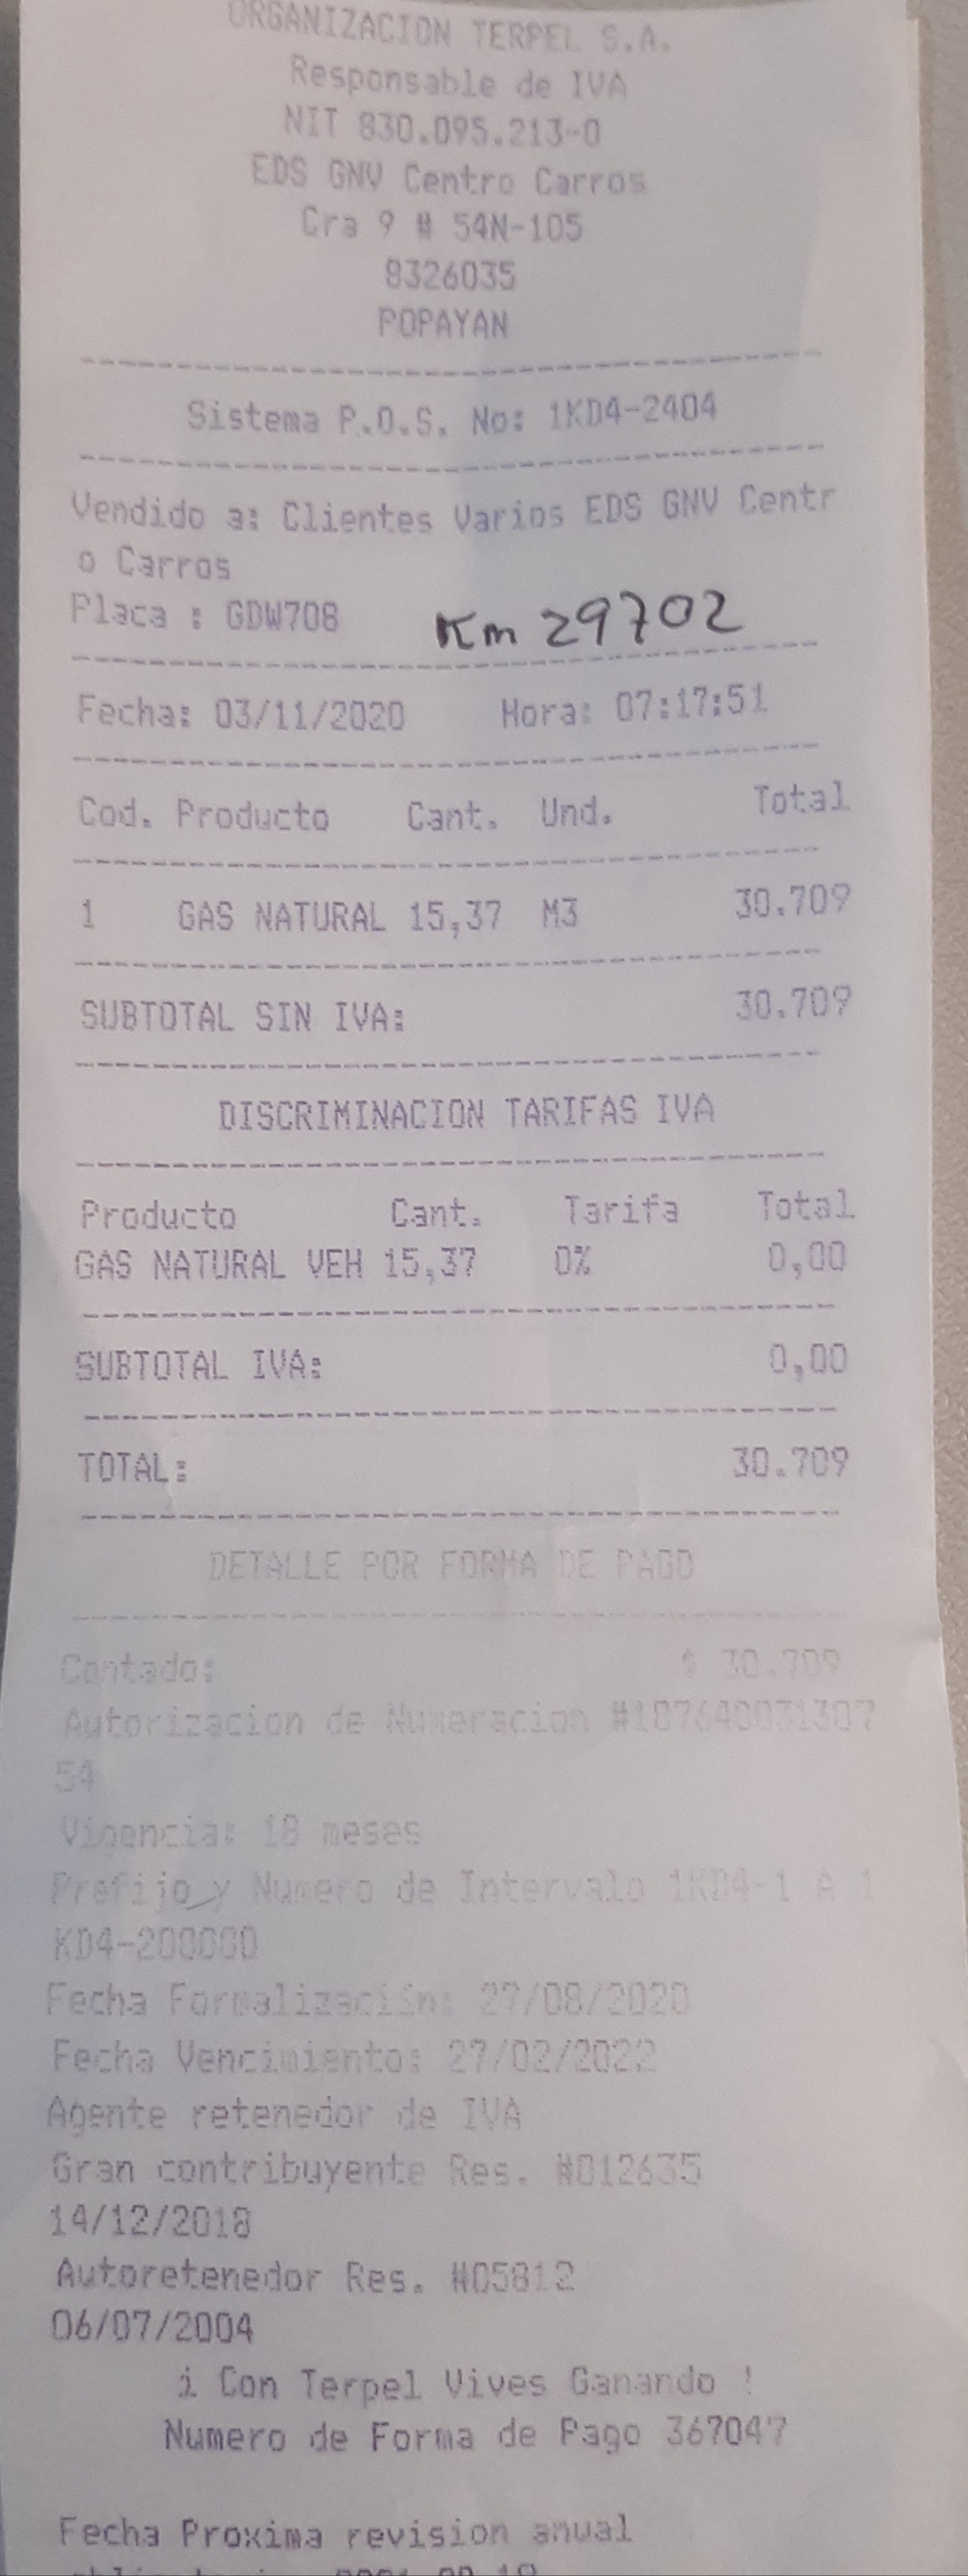 ORGANIZACION TERPEL S.A.
Responsable de IVA
NIT 830.095.213-0
EDS GNV Centro Carros
Cra 9 # 54N-105
8326035
POPAYAN
Sistema P.O.S. No: 1KD4-2404
Vendido a: Clientes Varios EDS GNV Centr
o Carros
Placa : GDW708 Km 29702
Fecha: 03/11/2020 Hora: 07:17:51
Cod. Producto Cant. Und. Total
1 GAS NATURAL 15,37 M3 30.709
SUBTOTAL SIN IVA: 30.709
DISCRIMINACION TARIFAS IVA
Producto Cant. Tarifa Total
GAS NATURAL VEH 15,37 0% 0,00
SUBTOTAL IVA: 0,00
TOTAL: 30.709
DETALLE POR FORMA DE PAGO
Contado: $ 30.709
Autorizacion de Numeracion #187640031307
54
Vigencia: 18 meses
Prefijo y Numero de Intervalo 1KD4-1 A 1
KD4-200000
Fecha Formalización: 27/08/2020
Fecha Vencimiento: 27/02/2022
Agente retenedor de IVA
Gran contribuyente Res. #012635
14/12/2018
Autoretenedor Res. #05812
06/07/2004
¡ Con Terpel Vives Ganando !
Numero de Forma de Pago 367047
Fecha Proxima revision anual